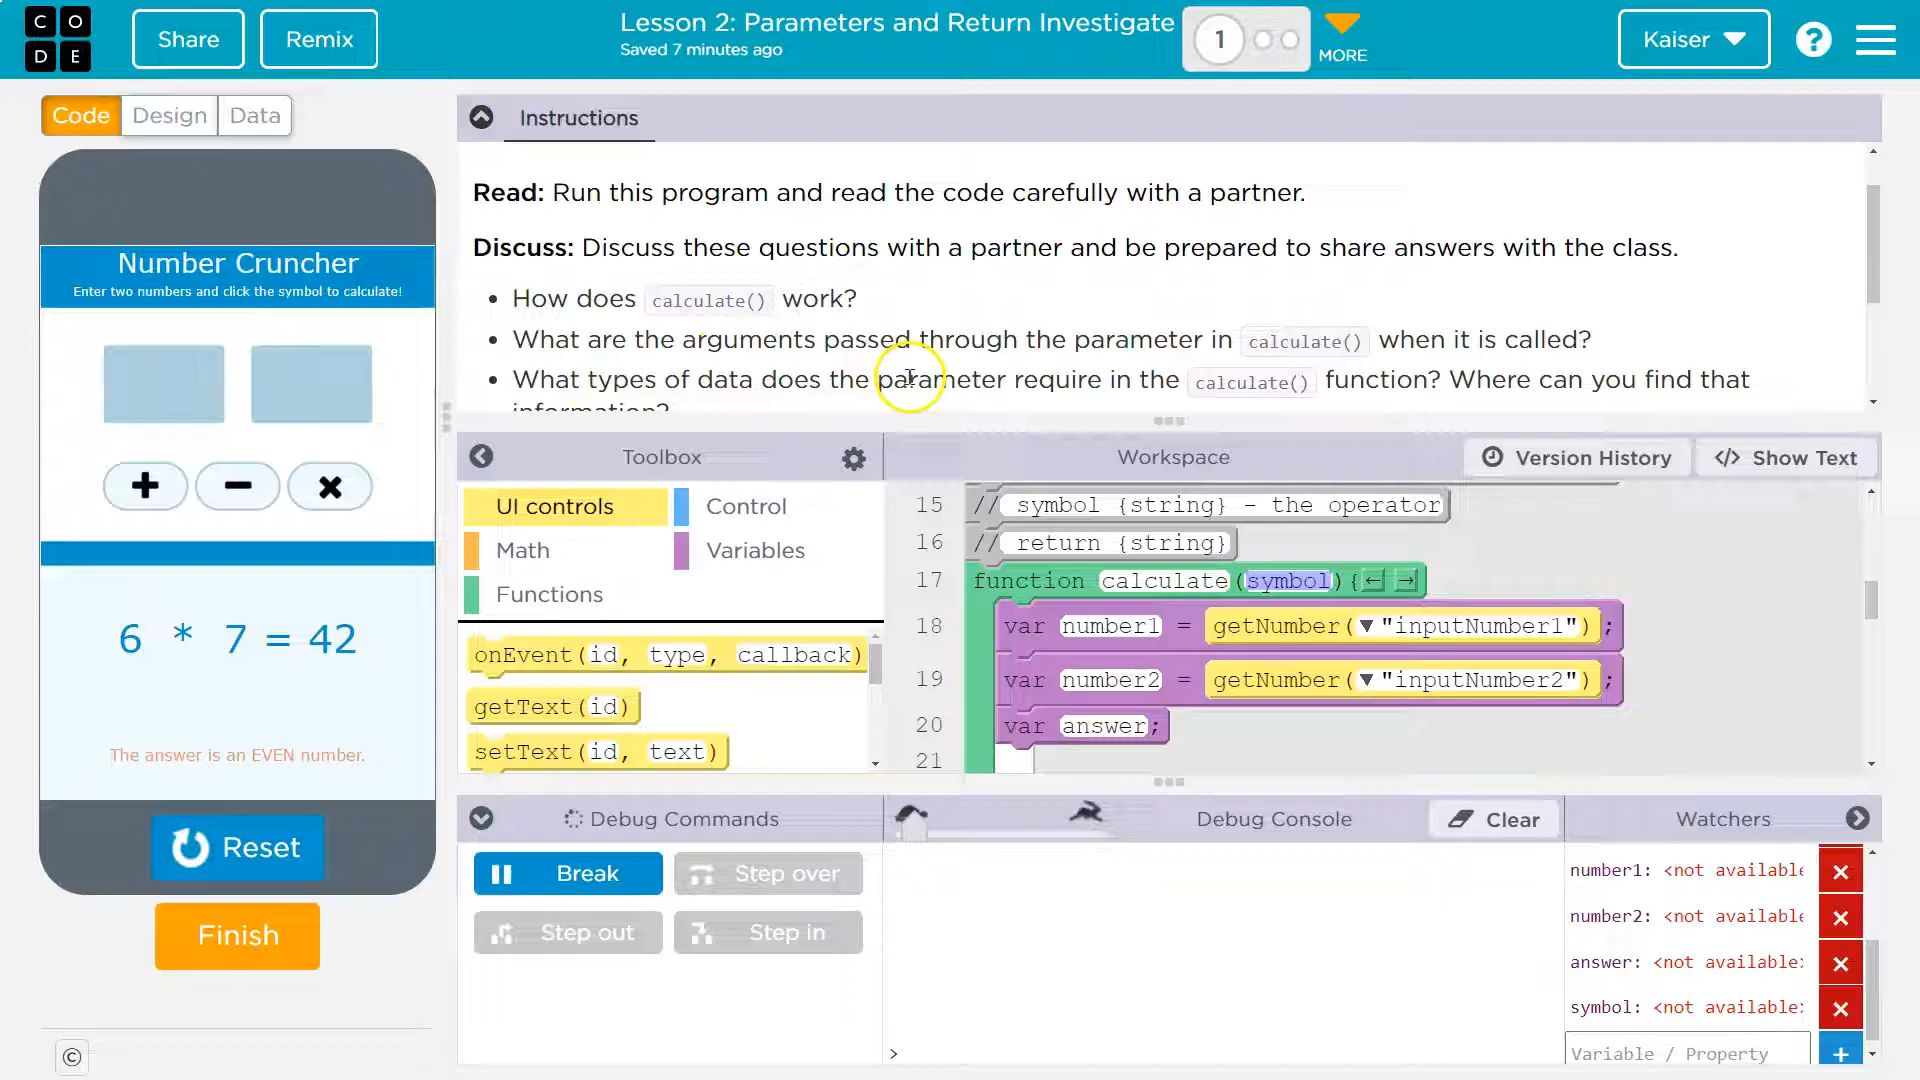 CODE
Share
Remix
Lesson 2: Parameters and Return Investigate
Saved 7 minutes ago
1
MORE
Kaiser
?
Code
Design
Data
Instructions
Read: Run this program and read the code carefully with a partner.
Discuss: Discuss these questions with a partner and be prepared to share answers with the class.
• How does calculate() work?
• What are the arguments passed through the parameter in calculate() when it is called?
• What types of data does the parameter require in the calculate() function? Where can you find that
information?
Number Cruncher
Enter two numbers and click the symbol to calculate!
6 * 7 = 42
The answer is an EVEN number.
Reset
Finish
©
Toolbox
Workspace
Version History
</> Show Text
UI controls
Control
Math
Variables
Functions
onEvent(id, type, callback)
getText(id)
setText(id, text)
15 // symbol {string} - the operator
16 // return {string}
17 function calculate(symbol){← →
18 var number1 = getNumber(▼"inputNumber1");
19 var number2 = getNumber(▼"inputNumber2");
20 var answer;
21
Debug Commands
Debug Console
Clear
Watchers
Break
Step over
Step out
Step in
>
number1: <not available
number2: <not available
answer: <not available>
symbol: <not available>
Variable / Property
+